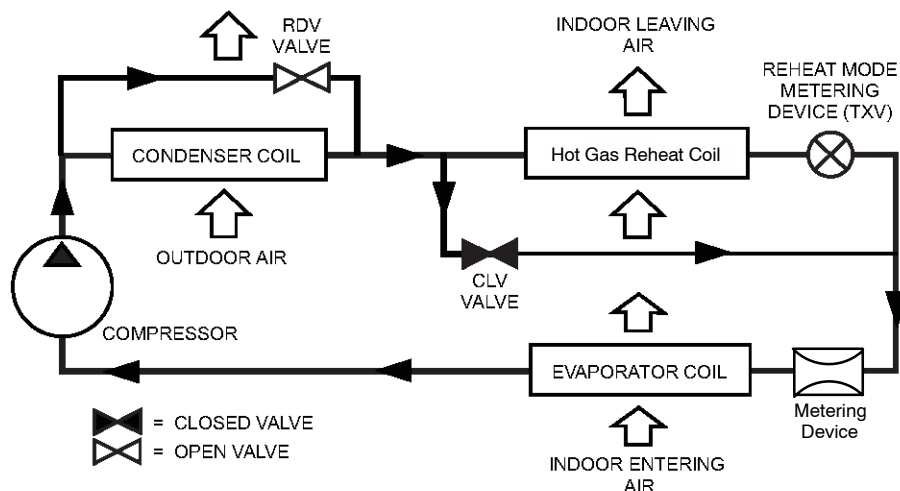 RDV
VALVE
INDOOR LEAVING
AIR
REHEAT MODE
METERING
DEVICE (TXV)
CONDENSER COIL
Hot Gas Reheat Coil
OUTDOOR AIR
CLV
VALVE
COMPRESSOR
EVAPORATOR COIL
Metering
Device
= CLOSED VALVE
= OPEN VALVE
INDOOR ENTERING
AIR